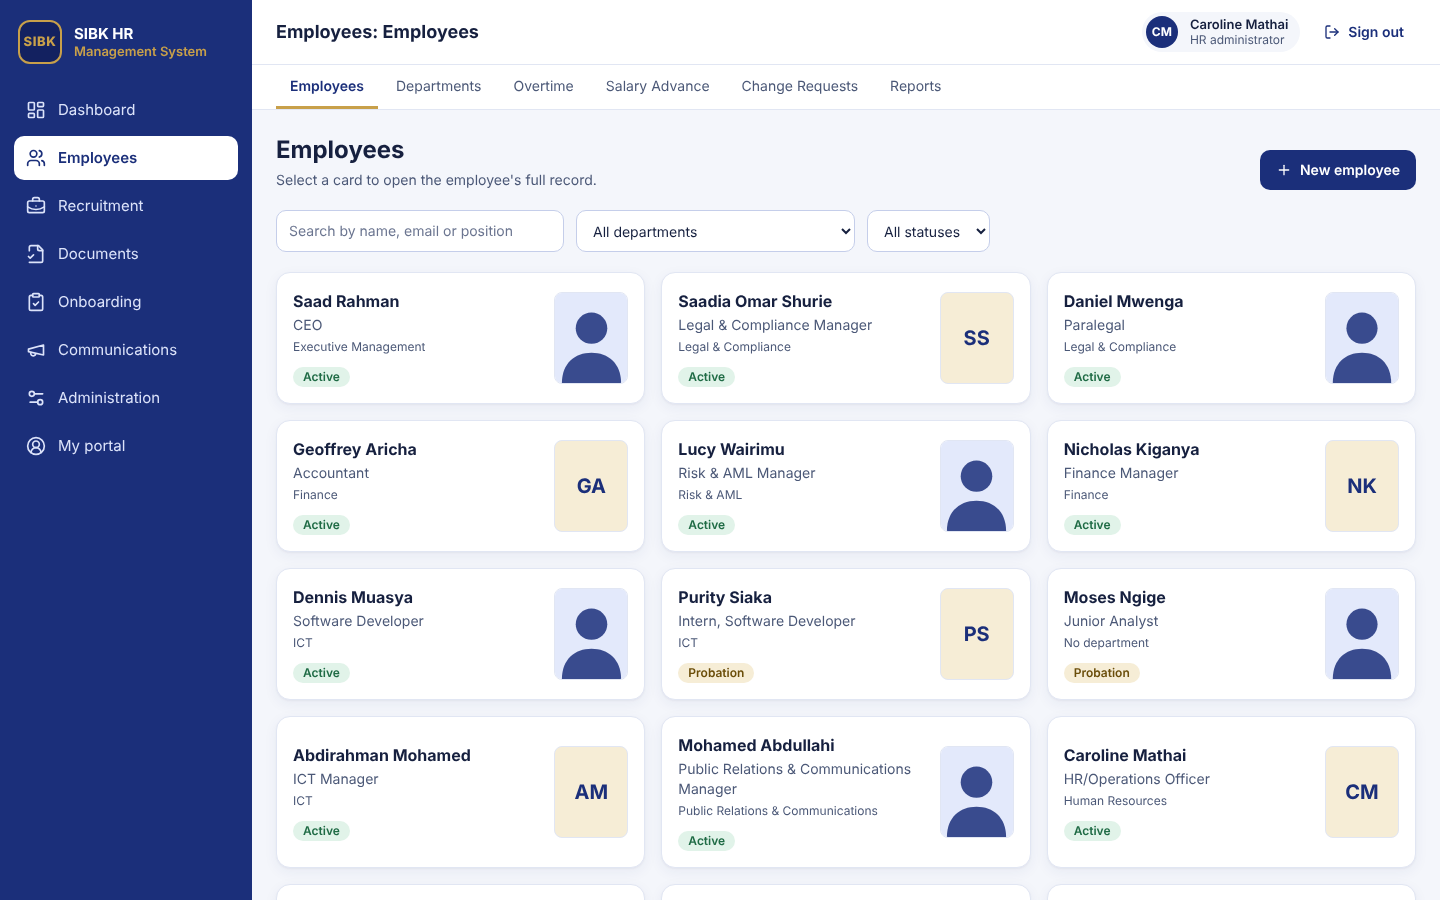 SIBK
SIBK HR
Management System
Dashboard
Employees
Recruitment
Documents
Onboarding
Communications
Administration
My portal
Employees: Employees
CM
Caroline Mathai
HR administrator
Sign out
Employees
Departments
Overtime
Salary Advance
Change Requests
Reports
Employees
Select a card to open the employee's full record.
New employee
Search by name, email or position
All departments
All statuses
Saad Rahman
CEO
Executive Management
Active
Saadia Omar Shurie
Legal & Compliance Manager
Legal & Compliance
Active
SS
Daniel Mwenga
Paralegal
Legal & Compliance
Active
Geoffrey Aricha
Accountant
Finance
Active
GA
Lucy Wairimu
Risk & AML Manager
Risk & AML
Active
Nicholas Kiganya
Finance Manager
Finance
Active
NK
Dennis Muasya
Software Developer
ICT
Active
Purity Siaka
Intern, Software Developer
ICT
Probation
PS
Moses Ngige
Junior Analyst
No department
Probation
Abdirahman Mohamed
ICT Manager
ICT
Active
AM
Mohamed Abdullahi
Public Relations & Communications
Manager
Public Relations & Communications
Active
Caroline Mathai
HR/Operations Officer
Human Resources
Active
CM